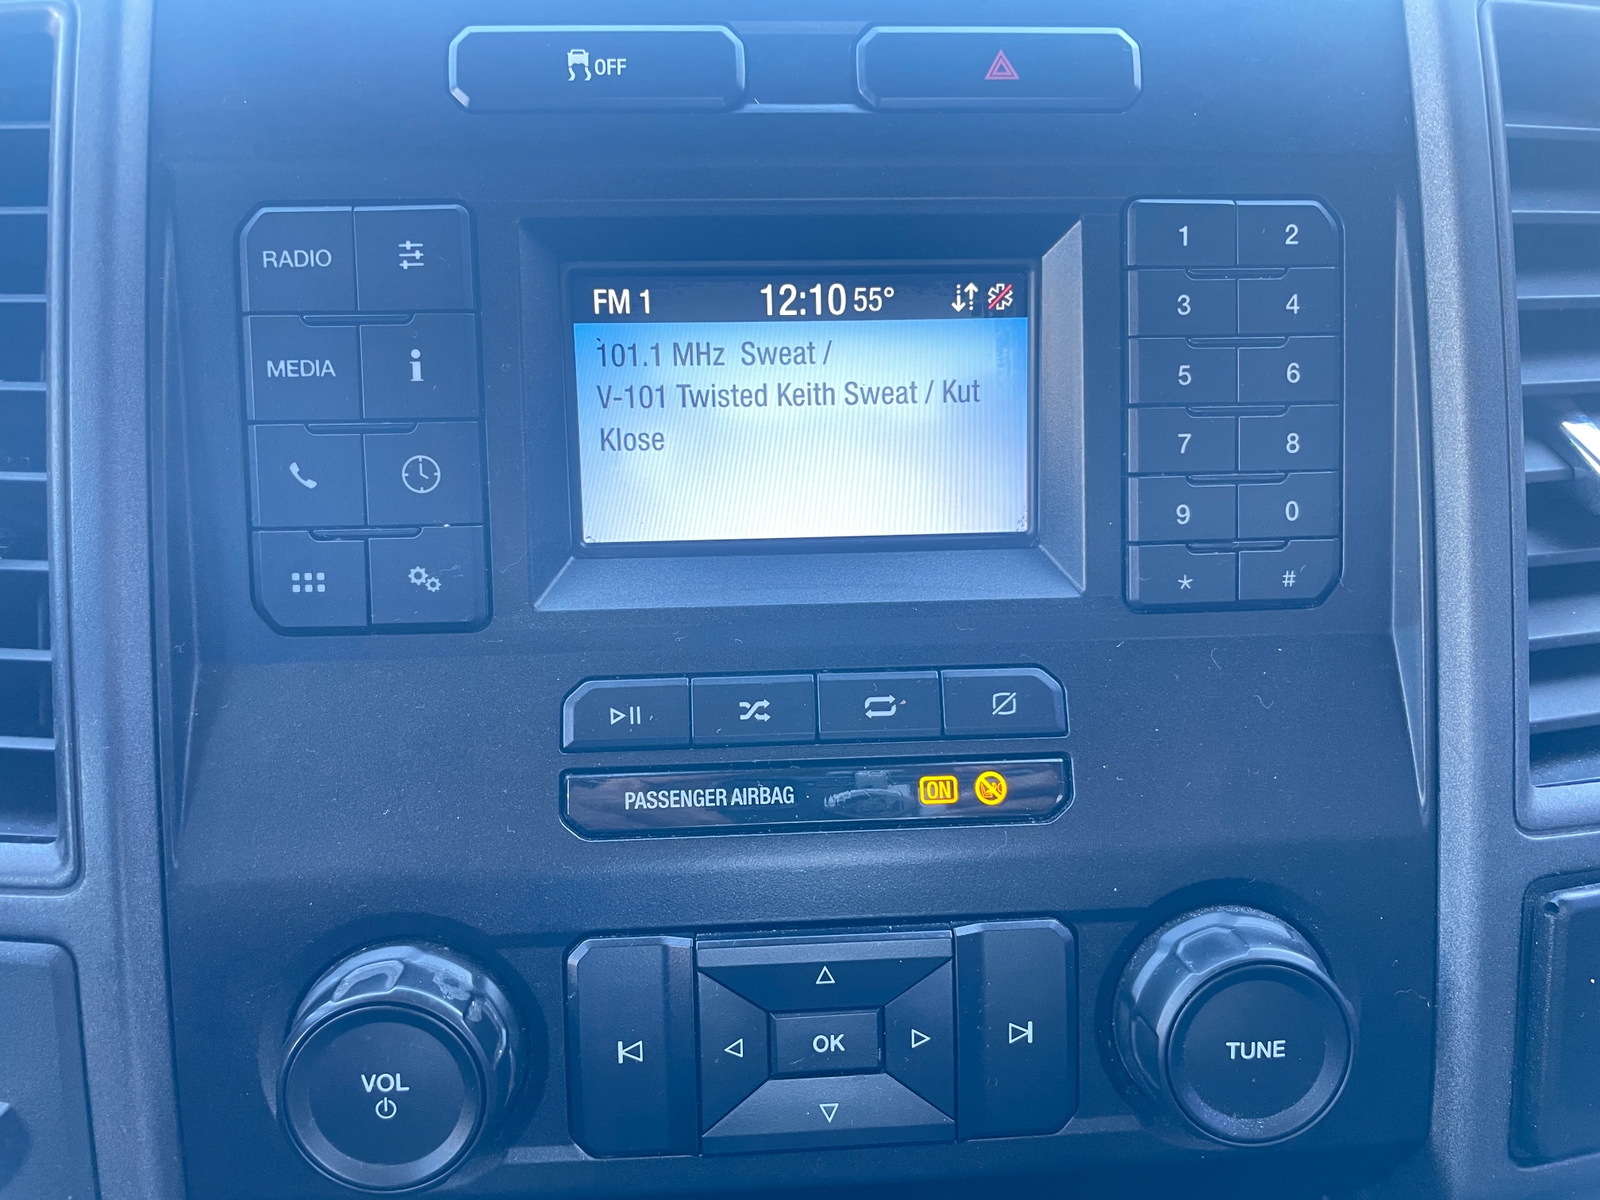 OFF
RADIO
MEDIA
FM 1 12:10 55°
101.1 MHz Sweat /
V-101 Twisted Keith Sweat / Kut
Klose
1 2
3 4
5 6
7 8
9 0
* #
PASSENGER AIRBAG ON
VOL
OK
TUNE